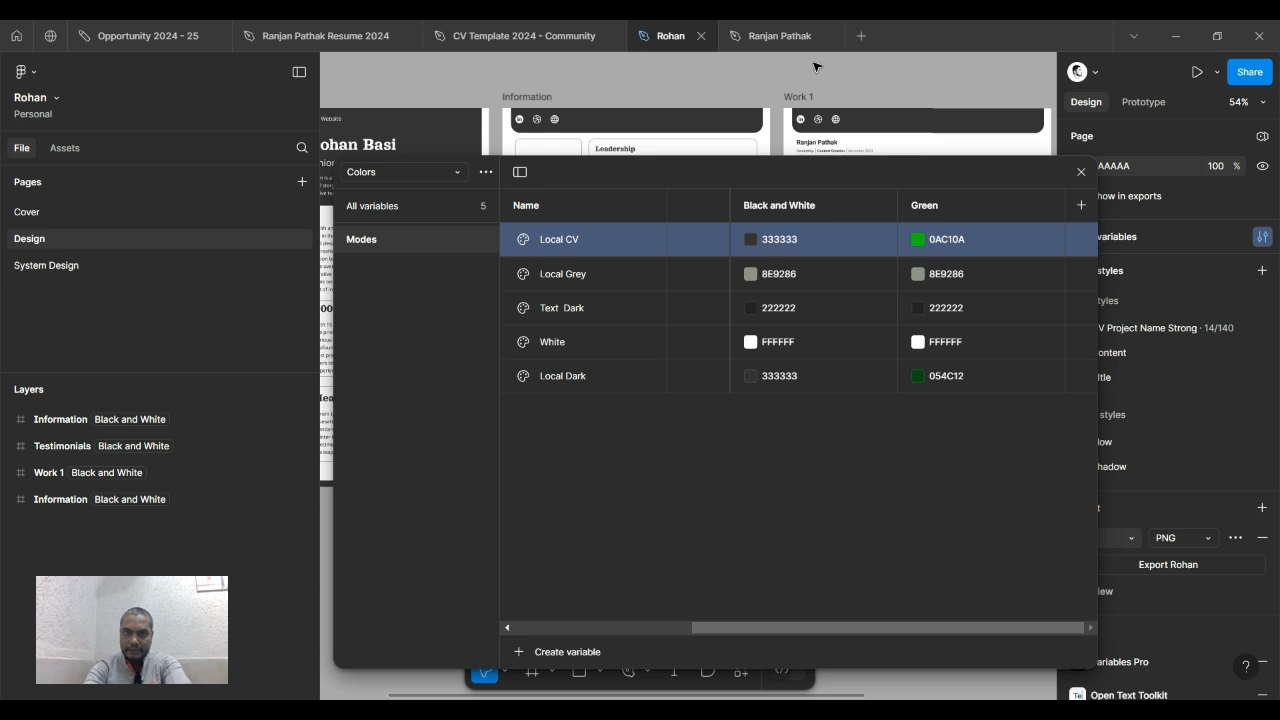 Opportunity 2024 - 25
Ranjan Pathak Resume 2024
CV Template 2024 - Community
Rohan
Ranjan Pathak
Share
Rohan
Personal
Design
Prototype
54%
Information
Work 1
Page
File
Assets
Website
Leadership
Ranjan Pathak
ohan Basi
Colors
AAAAA
100
%
Pages
how in exports
All variables
5
Name
Black and White
Green
Cover
Design
Modes
Local CV
333333
0AC10A
ariables
System Design
Local Grey
8E9286
8E9286
styles
tyles
Text Dark
222222
222222
V Project Name Strong · 14/140
White
FFFFFF
FFFFFF
ontent
Local Dark
333333
054C12
itle
Layers
styles
Information
Black and White
Testimonials
Black and White
low
Work 1
Black and White
hadow
Information
Black and White
t
PNG
Export Rohan
iew
Create variable
ariables Pro
?
Te
Open Text Toolkit